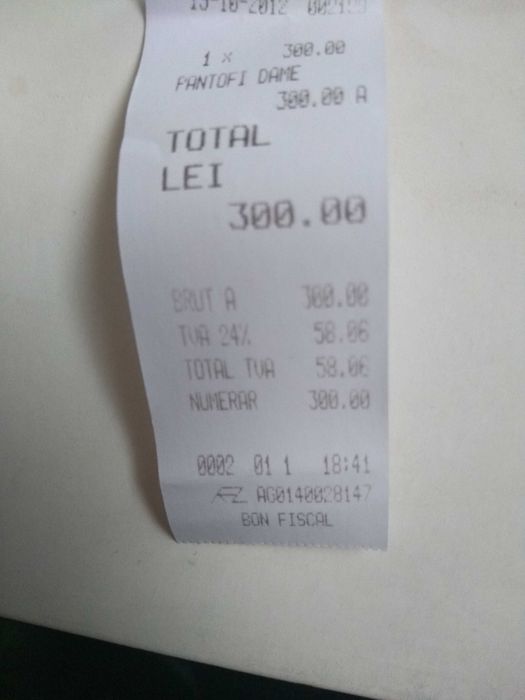 1 x 300.00
PANTOFI DAME
300.00 A
TOTAL
LEI
300.00
BRUT A 300.00
TVA 24% 58.06
TOTAL TVA 58.06
NUMERAR 300.00
0002 01 1 18:41
AG0140028147
BON FISCAL